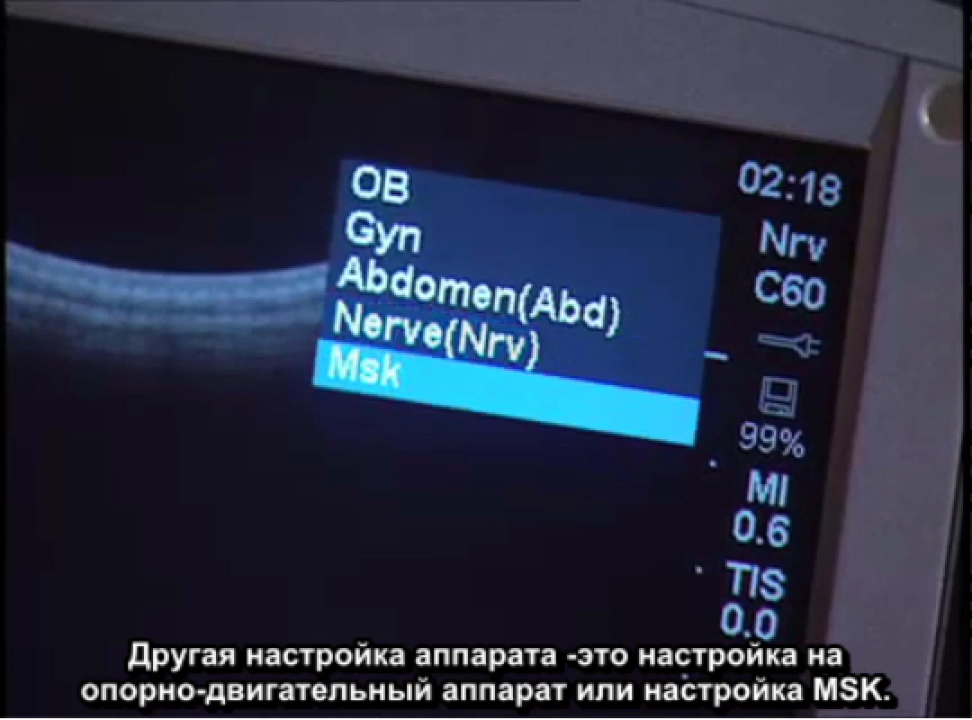 OB
Gyn
Abdomen(Abd)
Nerve(Nrv)
Msk
02:18
Nrv
C60
99%
MI
0.6
TIS
0.0
Другая настройка аппарата -это настройка на
опорно-двигательный аппарат или настройка MSK.